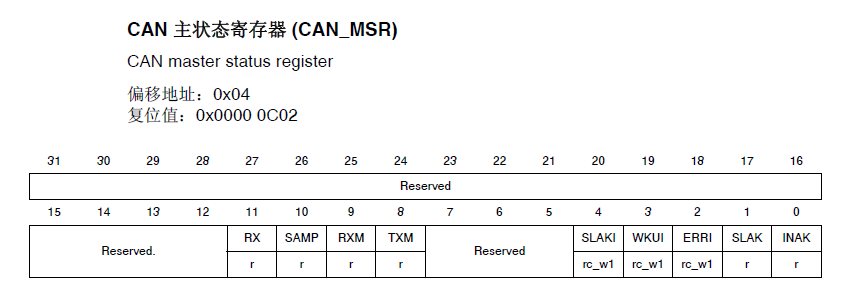 CAN 主状态寄存器 (CAN_MSR)
CAN master status register
偏移地址：0x04
复位值：0x0000 0C02
31 30 29 28 27 26 25 24 23 22 21 20 19 18 17 16
Reserved
15 14 13 12 11 10 9 8 7 6 5 4 3 2 1 0
Reserved. RX SAMP RXM TXM Reserved SLAKI WKUI ERRI SLAK INAK
r r r r rc_w1 rc_w1 rc_w1 r r